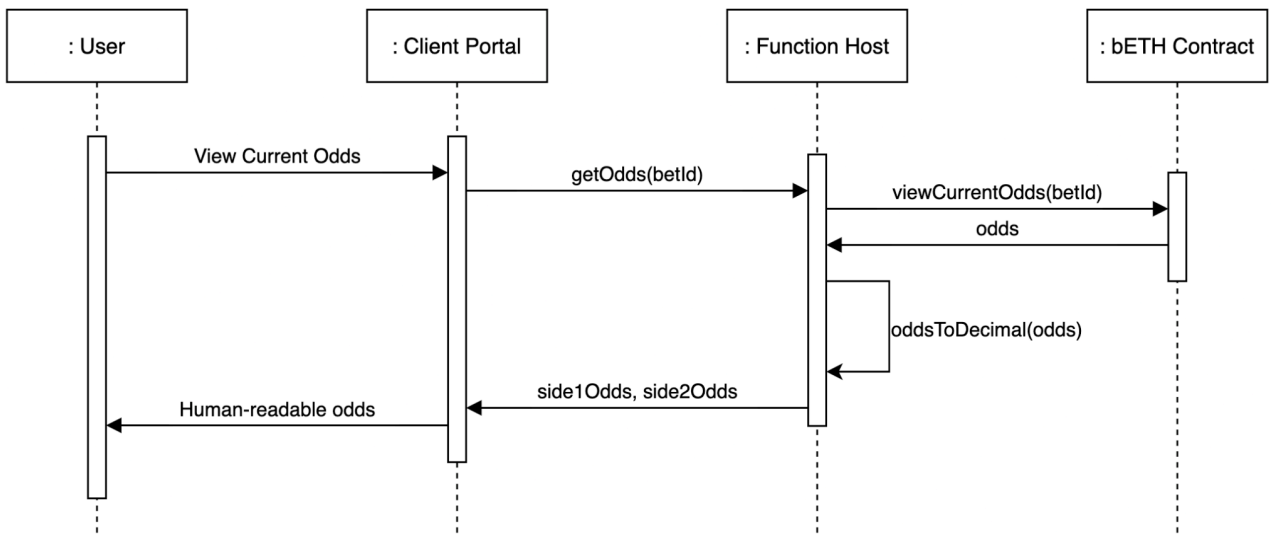 : User
: Client Portal
: Function Host
: bETH Contract
View Current Odds
getOdds(betId)
viewCurrentOdds(betId)
odds
oddsToDecimal(odds)
side1Odds, side2Odds
Human-readable odds